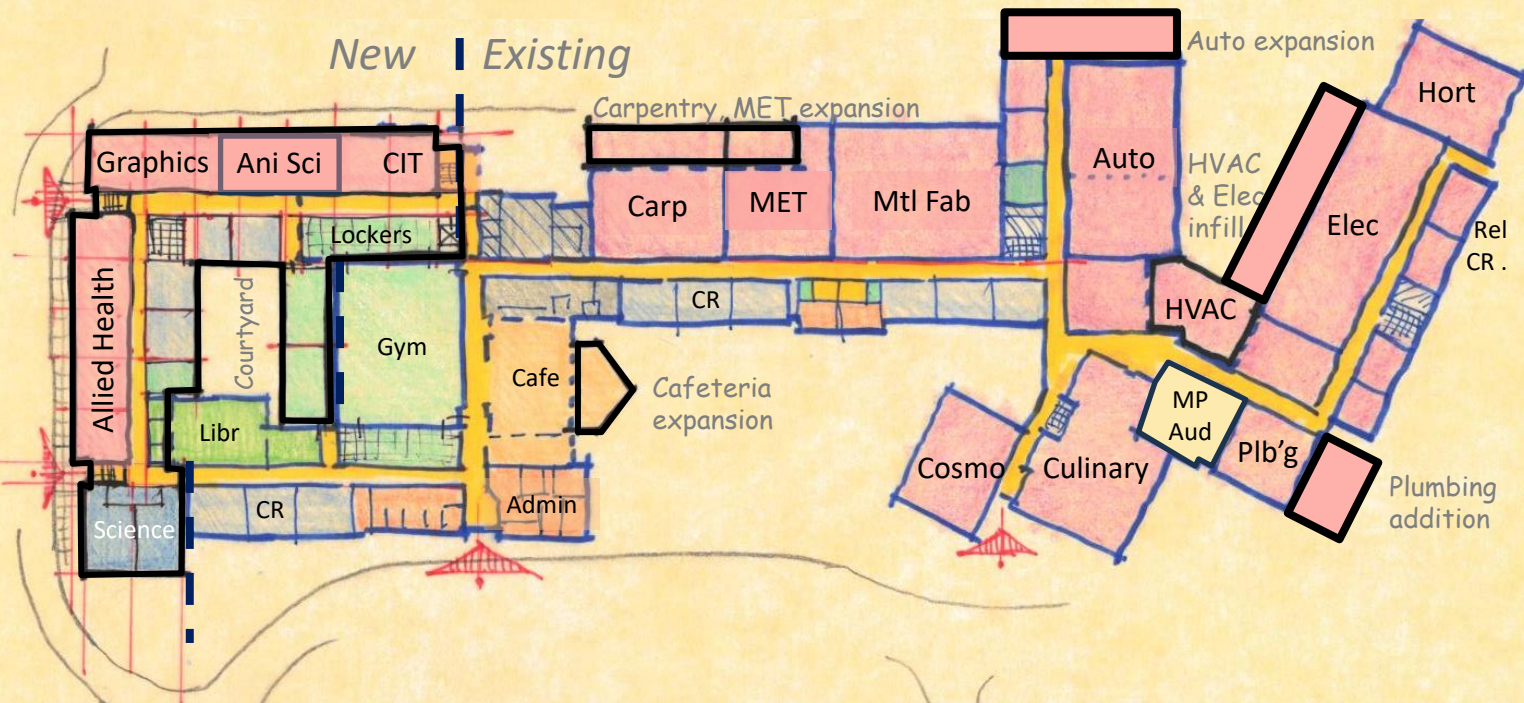 New Existing
Auto expansion
Carpentry, MET expansion
Hort
Graphics
Ani Sci
CIT
Auto
HVAC
& Elec
infill
Carp
MET
Mtl Fab
Elec
Rel
CR .
Lockers
Allied Health
Courtyard
Gym
CR
HVAC
Cafe
Cafeteria
expansion
MP
Aud
Libr
Cosmo
Culinary
Plb'g
Plumbing
addition
Science
CR
Admin